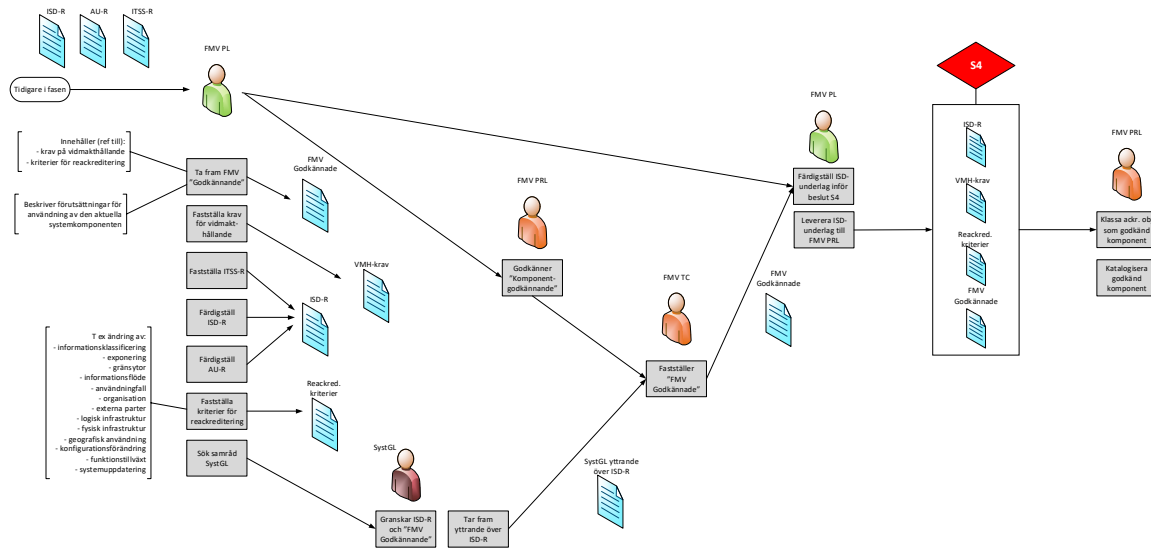 ISD-R
AU-R
ITSS-R
FMV PL
Tidigare i fasen
Innehåller (ref till):
- krav på vidmakthållande
- kriterier för reackreditering
Beskriver förutsättningar för
användning av den aktuella
systemkomponenten
Ta fram FMV
"Godkännande"
FMV
Godkännade
Fastställa krav
för vidmakt-
hållande
VMH-krav
Fastställa ITSS-R
Färdigställ
ISD-R
ISD-R
Färdigställ
AU-R
T ex ändring av:
- informationsklassificering
- exponering
- gränsytor
- informationsflöde
- användningfall
- organisation
- externa parter
- logisk infrastruktur
- fysisk infrastruktur
- geografisk användning
- konfigurationsförändring
- funktionstillväxt
- systemuppdatering
Fastställa
kriterier för
reackreditering
Reackred.
kriterier
Sök samråd
SystGL
SystGL
Granskar ISD-R
och "FMV
Godkännande"
Tar fram
yttrande över
ISD-R
SystGL yttrande
över ISD-R
FMV PRL
Godkänner
"Komponent-
godkännande"
FMV TC
Fastställer
"FMV
Godkännade"
FMV
Godkännade
FMV PL
Färdigställ ISD-
underlag inför
beslut S4
Leverera ISD-
underlag till
FMV PRL
S4
ISD-R
VMH-krav
Reackred.
kriterier
FMV
Godkännade
FMV PRL
Klassa ackr. obj
som godkänd
komponent
Katalogisera
godkänd
komponent